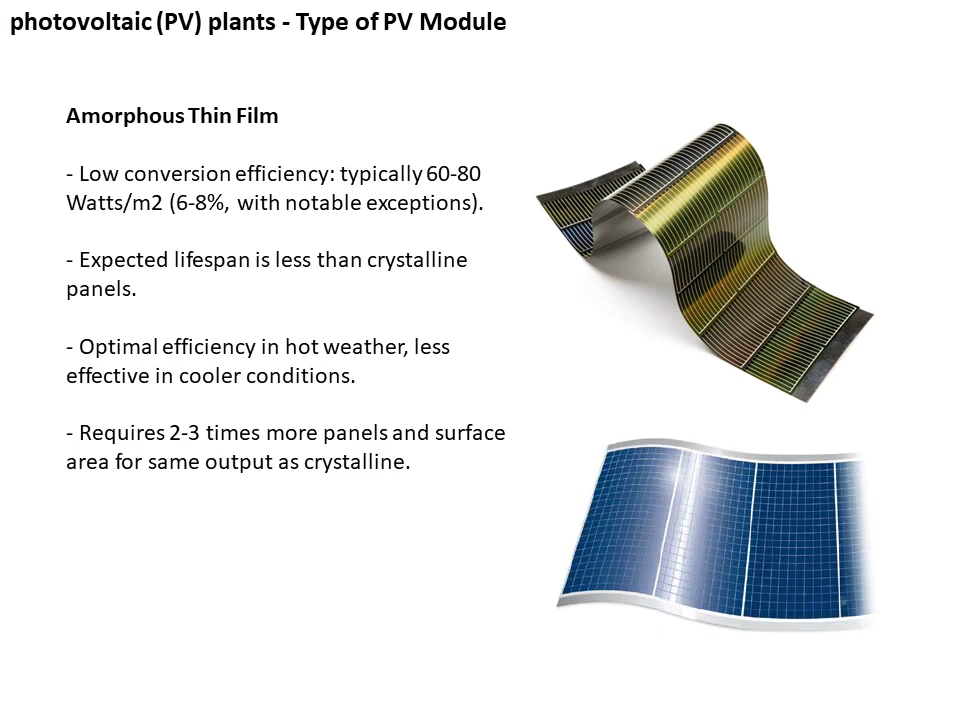 photovoltaic (PV) plants - Type of PV Module
Amorphous Thin Film
- Low conversion efficiency: typically 60-80
Watts/m2 (6-8%, with notable exceptions).
- Expected lifespan is less than crystalline
panels.
- Optimal efficiency in hot weather, less
effective in cooler conditions.
- Requires 2-3 times more panels and surface
area for same output as crystalline.